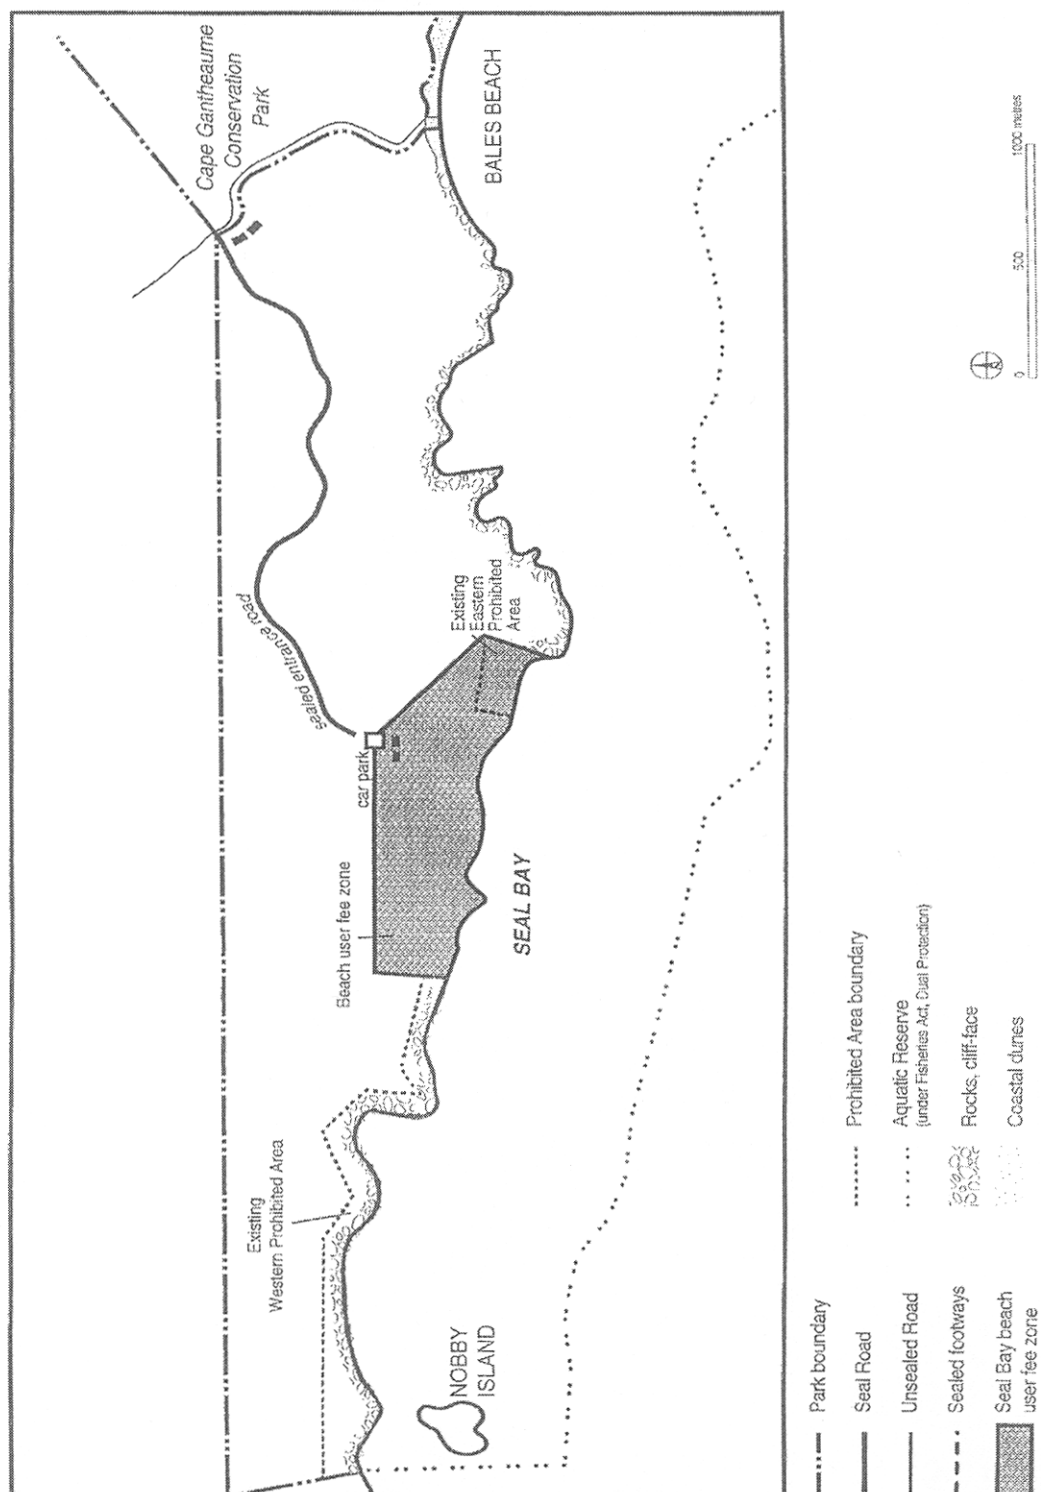 Cape Gantheaume
Conservation
Park
BALES BEACH
sealed entrance road
Existing
Eastern
Prohibited
Area
car park
Beach user fee zone
SEAL BAY
Existing
Western Prohibited Area
NOBBY
ISLAND
Park boundary
Seal Road
Unsealed Road
Sealed footways
Seal Bay beach
user fee zone
Prohibited Area boundary
Aquatic Reserve
(under Fisheries Act, Dual Protection)
Rocks, cliff-face
Coastal dunes
0 500 1000 metres